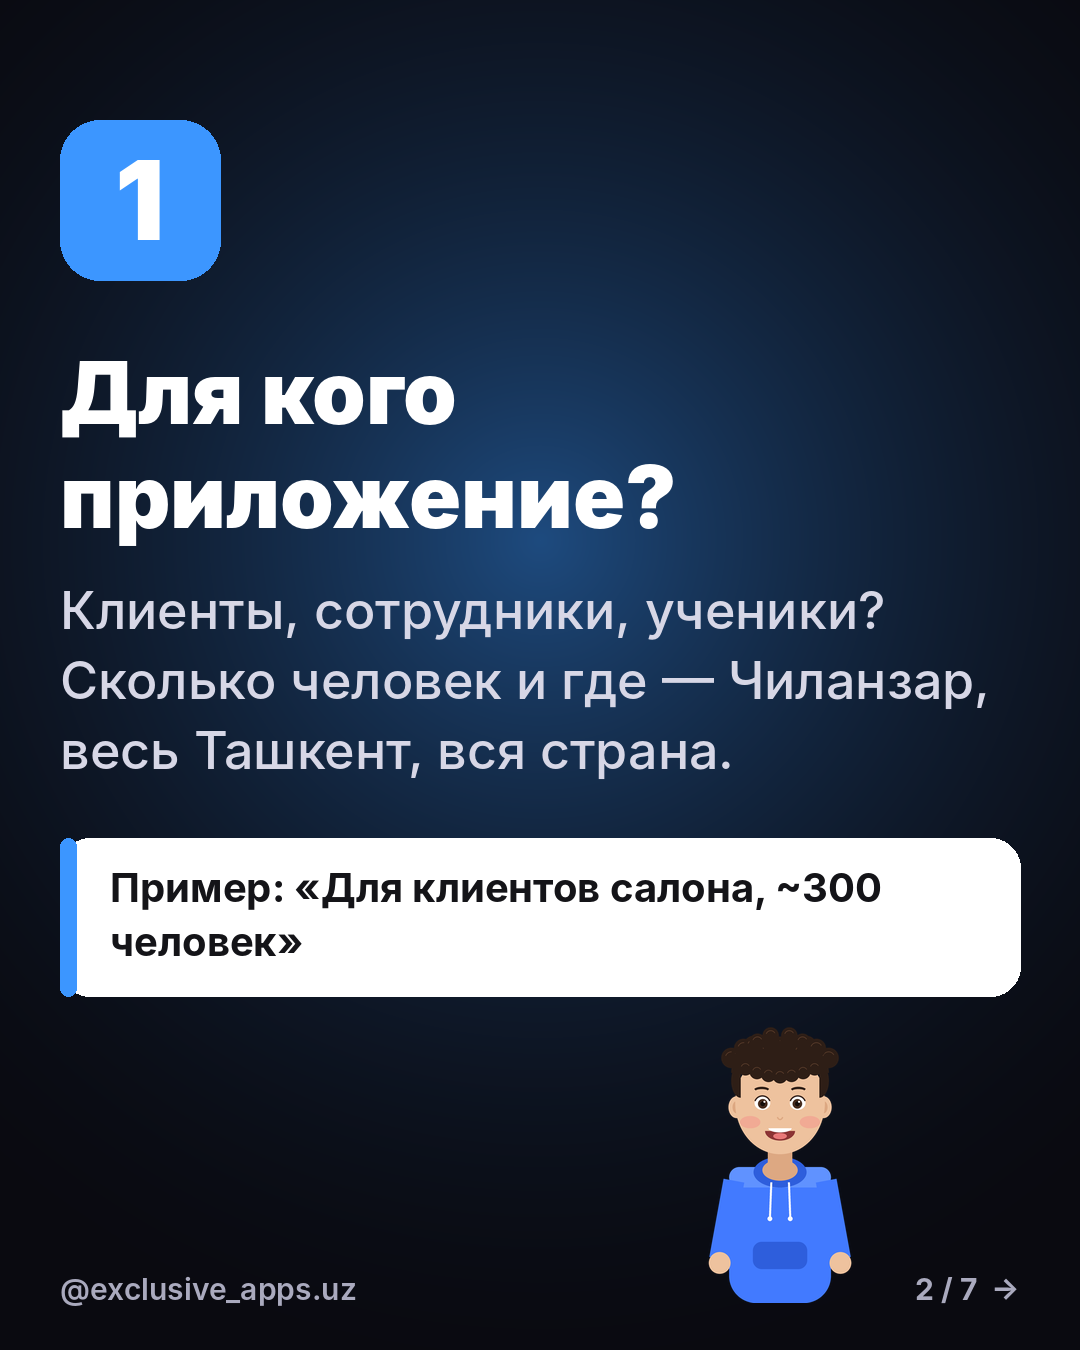 1
Для кого
приложение?
Клиенты, сотрудники, ученики?
Сколько человек и где — Чиланзар,
весь Ташкент, вся страна.
Пример: «Для клиентов салона, ~300
человек»
@exclusive_apps.uz
2 / 7 →